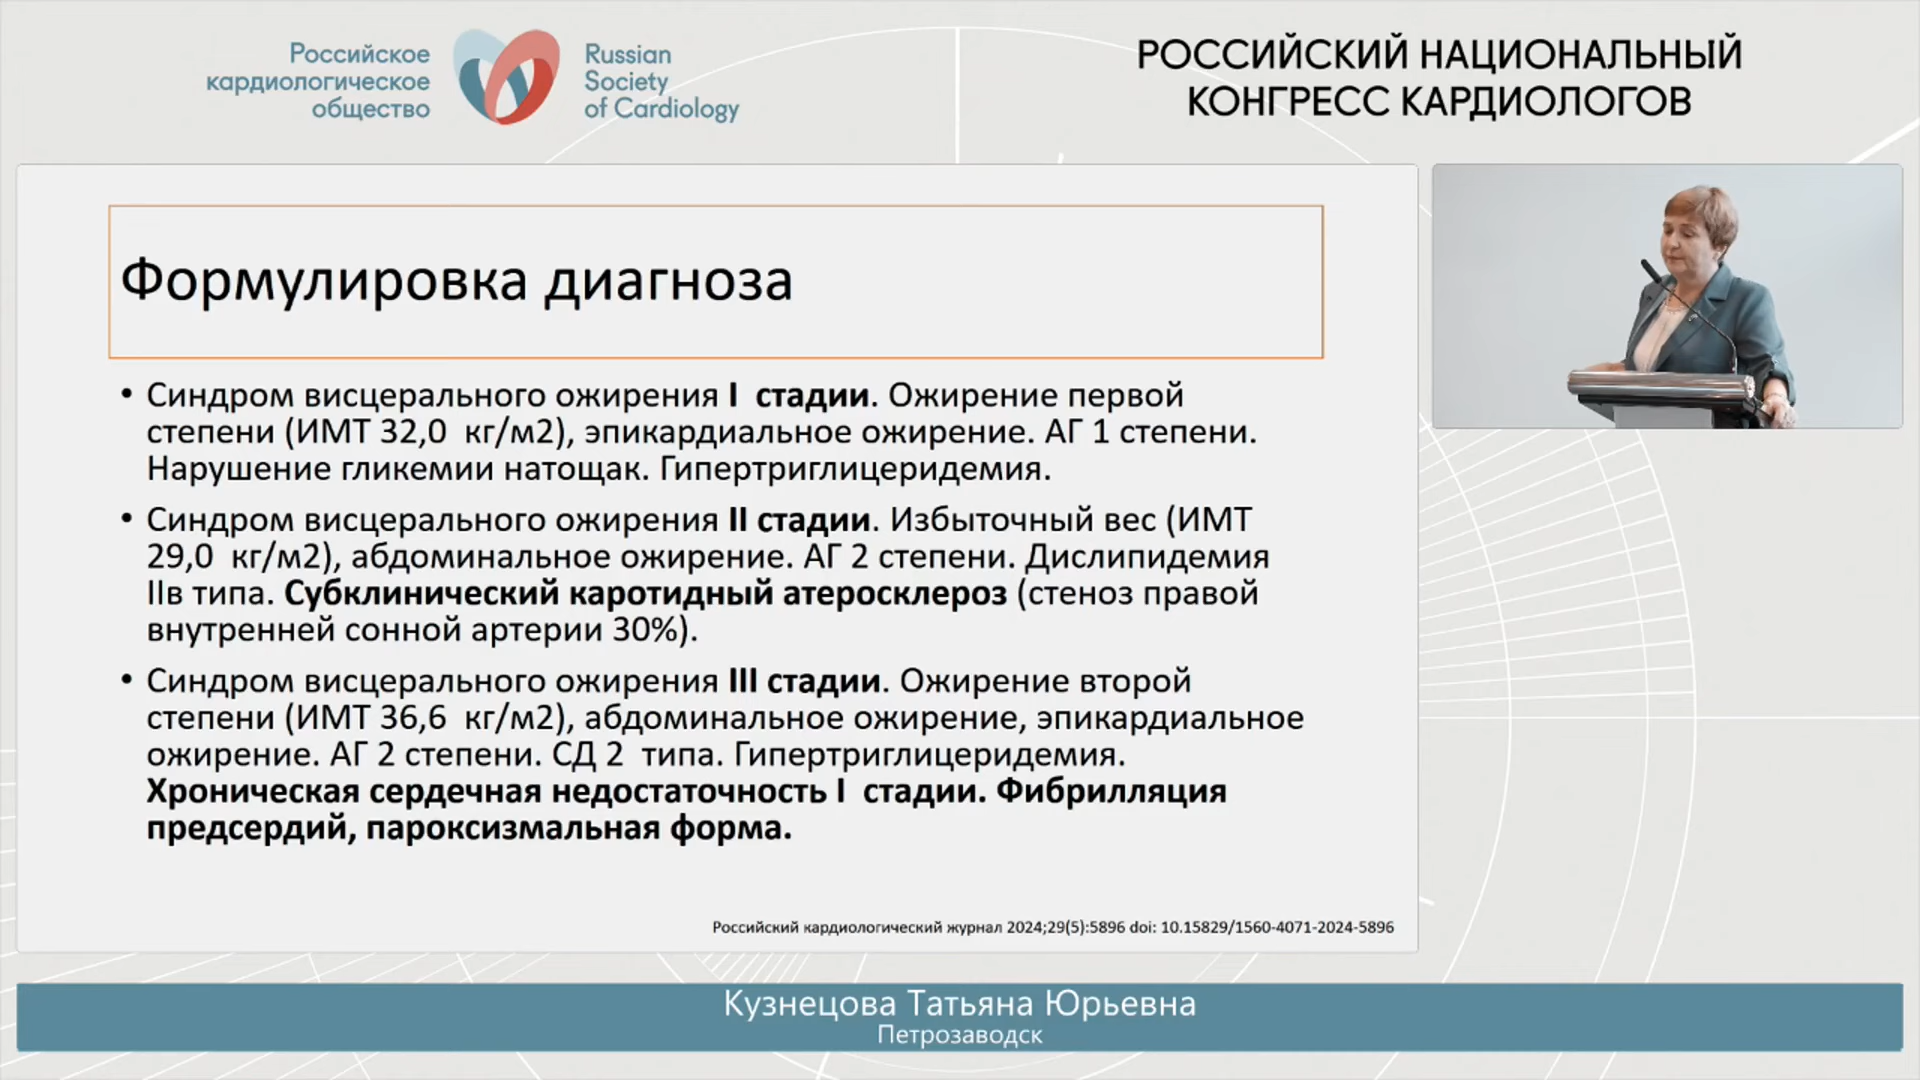 Российское
кардиологическое
общество
Russian
Society
of Cardiology
РОССИЙСКИЙ НАЦИОНАЛЬНЫЙ
КОНГРЕСС КАРДИОЛОГОВ
Формулировка диагноза
• Синдром висцерального ожирения I стадии. Ожирение первой
степени (ИМТ 32,0 кг/м2), эпикардиальное ожирение. АГ 1 степени.
Нарушение гликемии натощак. Гипертриглицеридемия.
• Синдром висцерального ожирения II стадии. Избыточный вес (ИМТ
29,0 кг/м2), абдоминальное ожирение. АГ 2 степени. Дислипидемия
IIв типа. Субклинический каротидный атеросклероз (стеноз правой
внутренней сонной артерии 30%).
• Синдром висцерального ожирения III стадии. Ожирение второй
степени (ИМТ 36,6 кг/м2), абдоминальное ожирение, эпикардиальное
ожирение. АГ 2 степени. СД 2 типа. Гипертриглицеридемия.
Хроническая сердечная недостаточность I стадии. Фибрилляция
предсердий, пароксизмальная форма.
Российский кардиологический журнал 2024;29(5):5896 doi: 10.15829/1560-4071-2024-5896
Кузнецова Татьяна Юрьевна
Петрозаводск